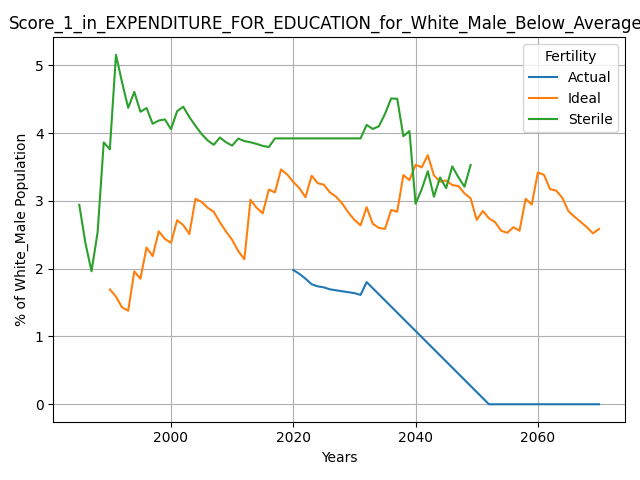 Score_1_in_EXPENDITURE_FOR_EDUCATION_for_White_Male_Below_Average
Fertility
Actual
Ideal
Sterile
% of White_Male Population
5
4
3
2
1
0
2000 2020 2040 2060
Years